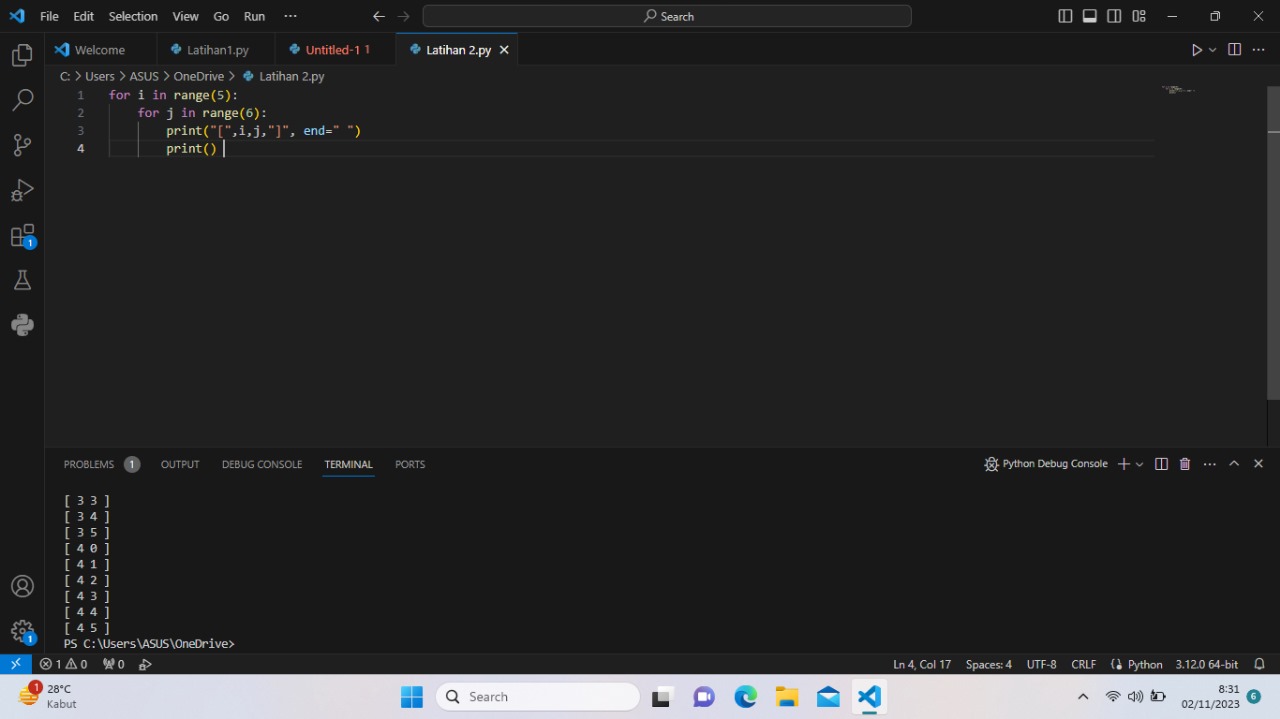 File Edit Selection View Go Run ··· Search
Welcome Latihan1.py Untitled-1 1 Latihan 2.py
C: > Users > ASUS > OneDrive > Latihan 2.py
1 for i in range(5):
2 for j in range(6):
3 print("[",i,j,"]", end=" ")
4 print()
1
PROBLEMS 1 OUTPUT DEBUG CONSOLE TERMINAL PORTS Python Debug Console
[ 3 3 ]
[ 3 4 ]
[ 3 5 ]
[ 4 0 ]
[ 4 1 ]
[ 4 2 ]
[ 4 3 ]
[ 4 4 ]
[ 4 5 ]
PS C:\Users\ASUS\OneDrive>
1
1 0 0 Ln 4, Col 17 Spaces: 4 UTF-8 CRLF Python 3.12.0 64-bit
1 28°C Search 8:31
Kabut 02/11/2023 6